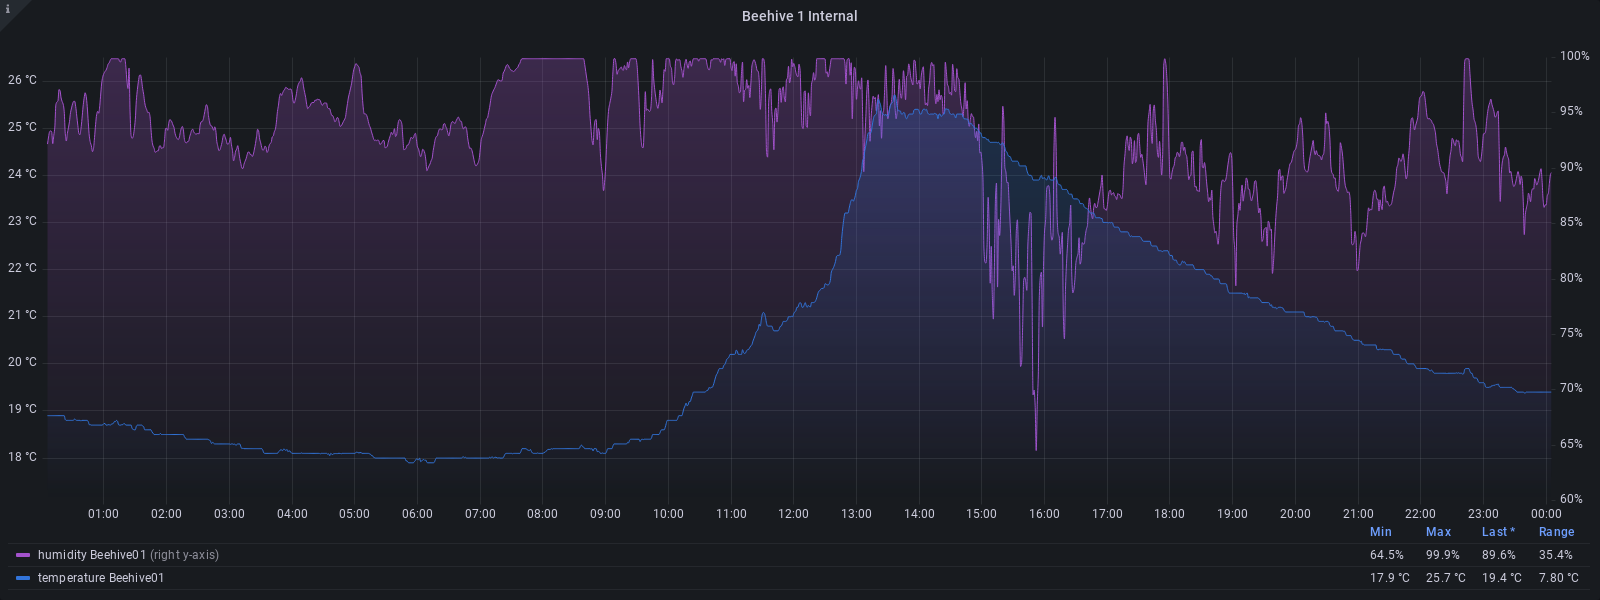 i
Beehive 1 Internal
26 °C
25 °C
24 °C
23 °C
22 °C
21 °C
20 °C
19 °C
18 °C
100%
95%
90%
85%
80%
75%
70%
65%
60%
01:00 02:00 03:00 04:00 05:00 06:00 07:00 08:00 09:00 10:00 11:00 12:00 13:00 14:00 15:00 16:00 17:00 18:00 19:00 20:00 21:00 22:00 23:00 00:00
Min Max Last * Range
humidity Beehive01 (right y-axis) 64.5% 99.9% 89.6% 35.4%
temperature Beehive01 17.9 °C 25.7 °C 19.4 °C 7.80 °C